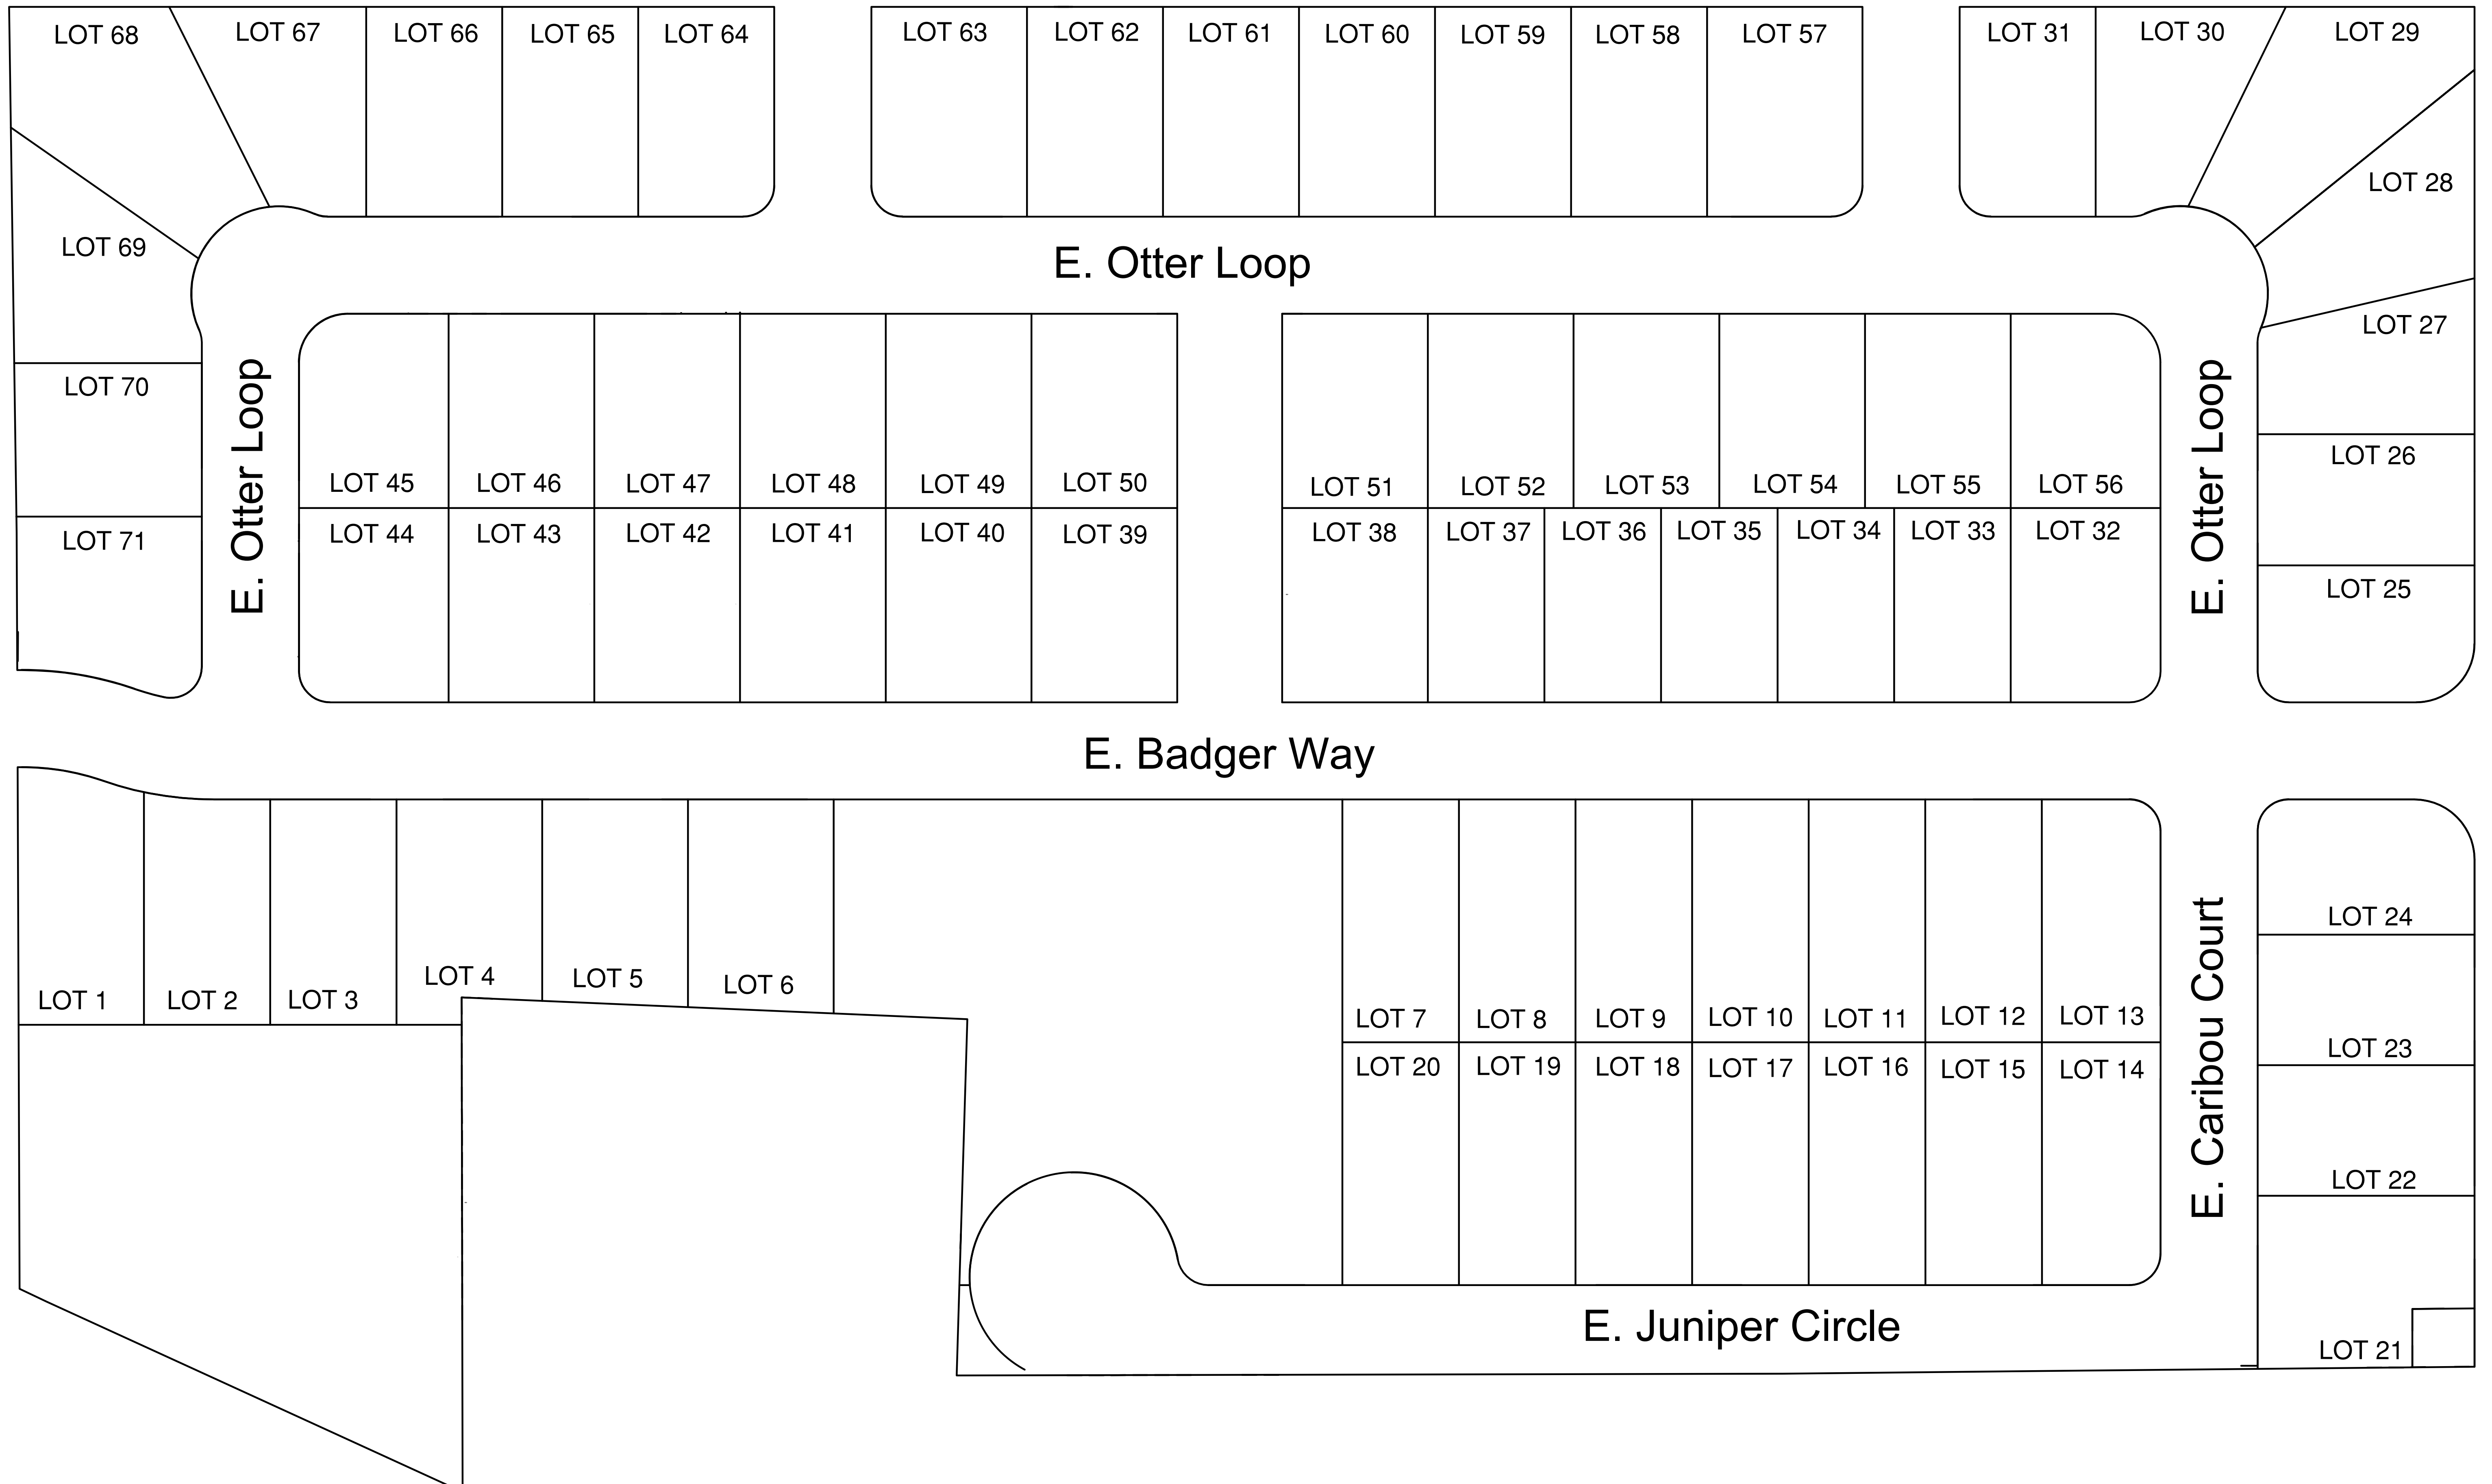 LOT 68
LOT 67
LOT 66
LOT 65
LOT 64
LOT 63
LOT 62
LOT 61
LOT 60
LOT 59
LOT 58
LOT 57
LOT 31
LOT 30
LOT 29
LOT 28
LOT 69
E. Otter Loop
LOT 27
LOT 70
LOT 71
E. Otter Loop
LOT 45
LOT 46
LOT 47
LOT 48
LOT 49
LOT 50
LOT 51
LOT 52
LOT 53
LOT 54
LOT 55
LOT 56
E. Otter Loop
LOT 26
LOT 44
LOT 43
LOT 42
LOT 41
LOT 40
LOT 39
LOT 38
LOT 37
LOT 36
LOT 35
LOT 34
LOT 33
LOT 32
LOT 25
E. Badger Way
LOT 1
LOT 2
LOT 3
LOT 4
LOT 5
LOT 6
LOT 7
LOT 8
LOT 9
LOT 10
LOT 11
LOT 12
LOT 13
E. Caribou Court
LOT 24
LOT 23
LOT 20
LOT 19
LOT 18
LOT 17
LOT 16
LOT 15
LOT 14
LOT 22
E. Juniper Circle
LOT 21